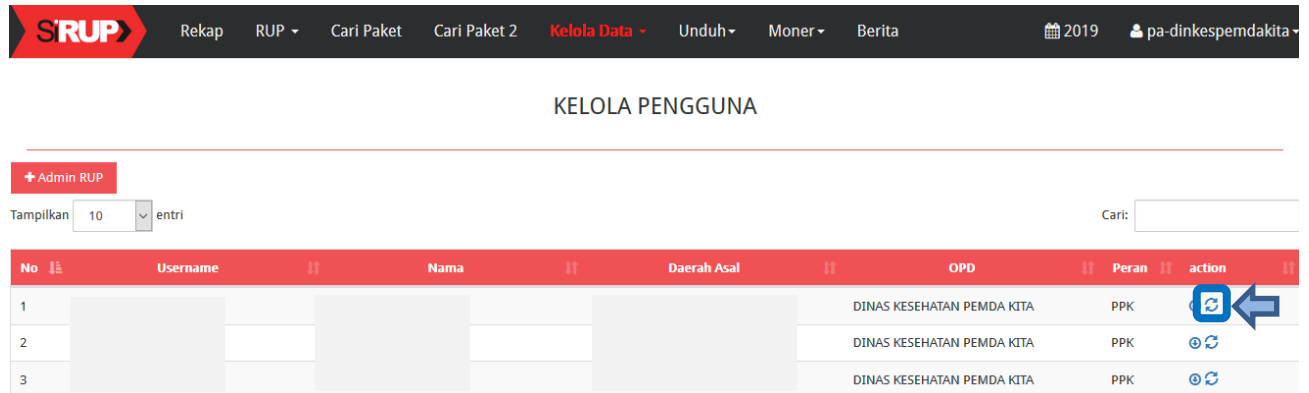 SiRUP Rekap RUP Cari Paket Cari Paket 2 Kelola Data Unduh Moner Berita 2019 pa-dinkespemdakita
KELOLA PENGGUNA
+ Admin RUP
Tampilkan 10 entri Cari:
No Username Nama Daerah Asal OPD Peran action
1 DINAS KESEHATAN PEMDA KITA PPK
2 DINAS KESEHATAN PEMDA KITA PPK
3 DINAS KESEHATAN PEMDA KITA PPK